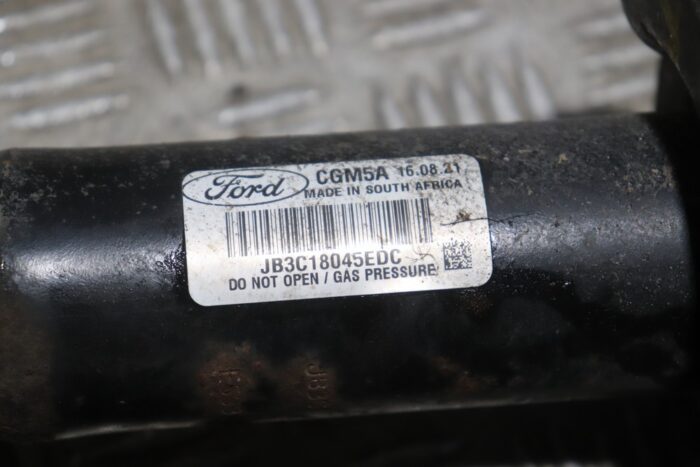 Ford CGM5A 16.08.21
MADE IN SOUTH AFRICA
JB3C18045EDC
DO NOT OPEN / GAS PRESSURE